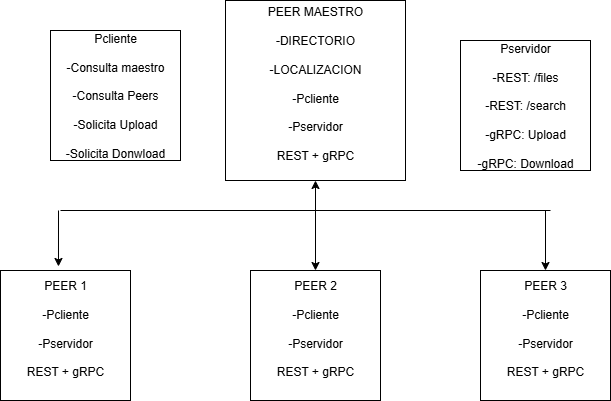 Pcliente
-Consulta maestro
-Consulta Peers
-Solicita Upload
-Solicita Donwload
PEER MAESTRO
-DIRECTORIO
-LOCALIZACION
-Pcliente
-Pservidor
REST + gRPC
Pservidor
-REST: /files
-REST: /search
-gRPC: Upload
-gRPC: Download
PEER 1
-Pcliente
-Pservidor
REST + gRPC
PEER 2
-Pcliente
-Pservidor
REST + gRPC
PEER 3
-Pcliente
-Pservidor
REST + gRPC